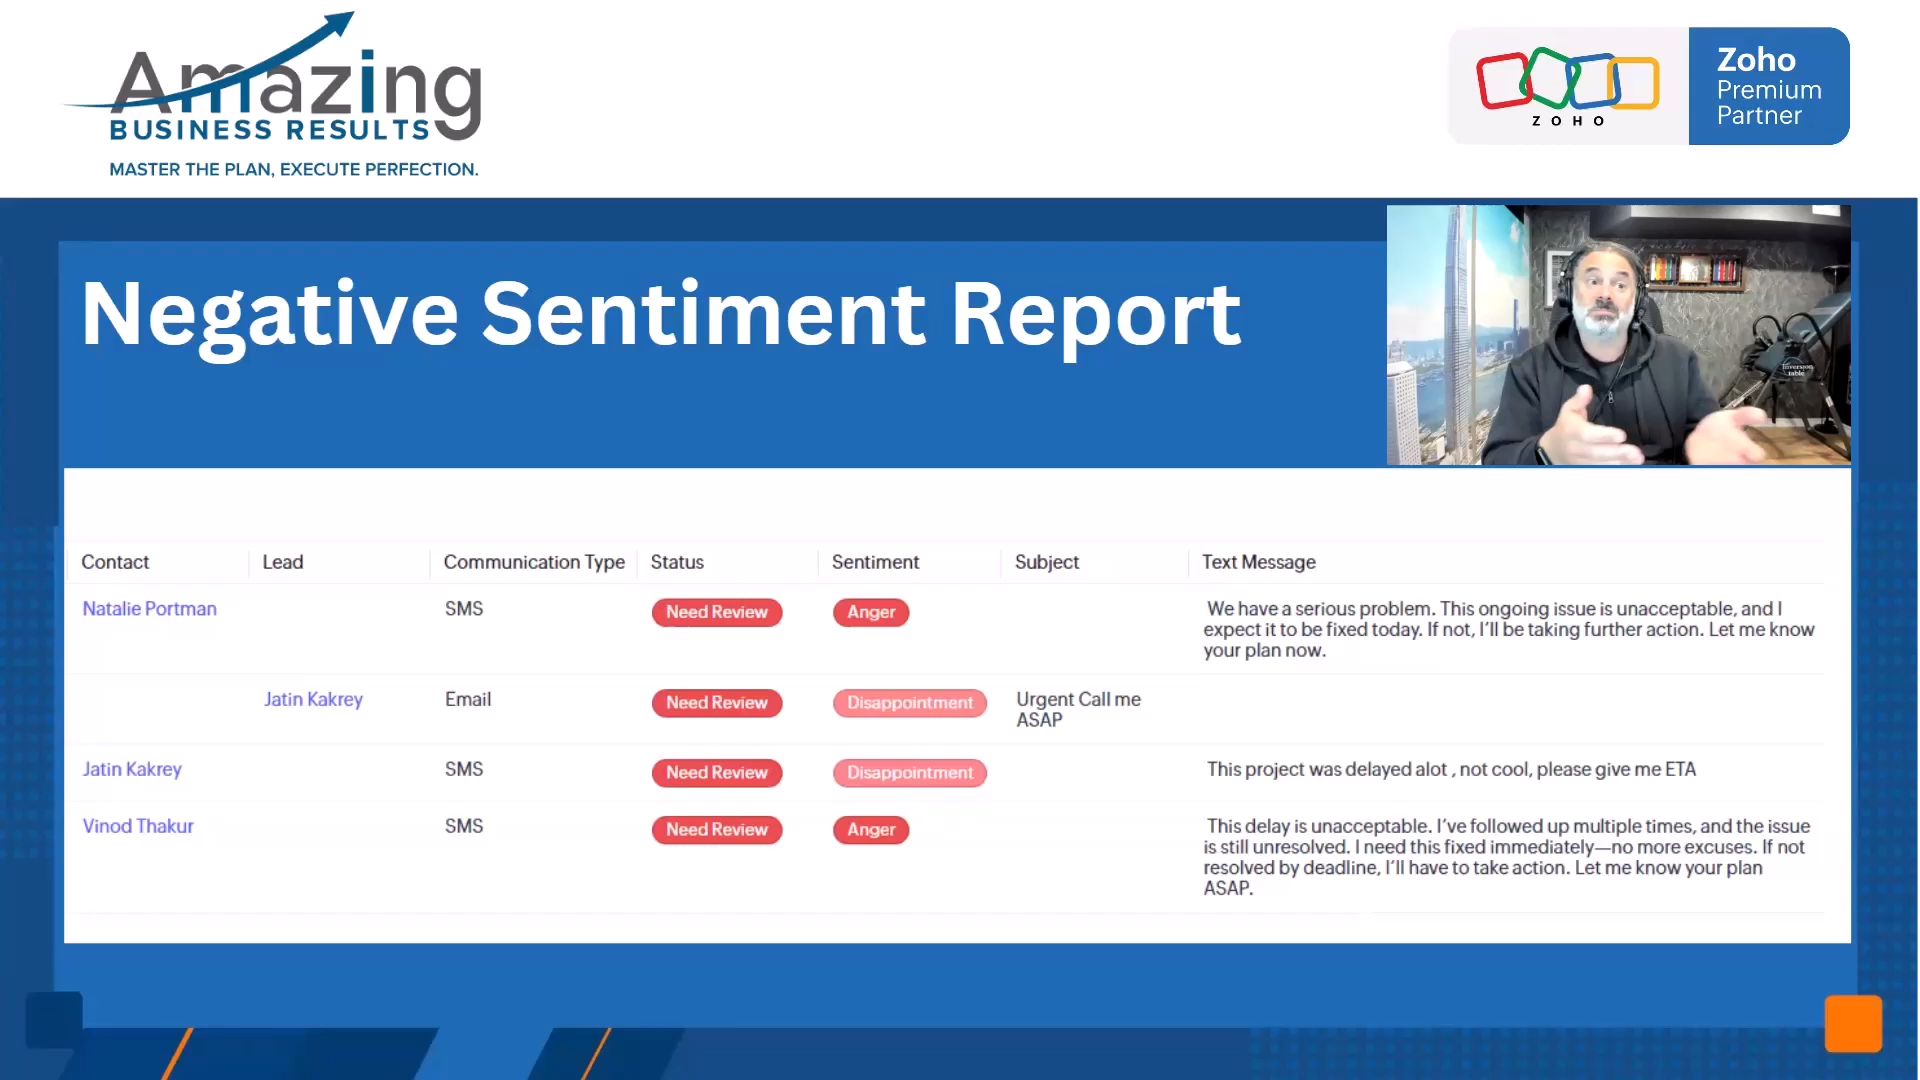 Amazing
BUSINESS RESULTS
MASTER THE PLAN, EXECUTE PERFECTION.
ZOHO
Zoho
Premium
Partner
Negative Sentiment Report
inversion
table
Contact Lead Communication Type Status Sentiment Subject Text Message
Natalie Portman SMS Need Review Anger We have a serious problem. This ongoing issue is unacceptable, and I
expect it to be fixed today. If not, I’ll be taking further action. Let me know
your plan now.
Jatin Kakrey Email Need Review Disappointment Urgent Call me
ASAP
Jatin Kakrey SMS Need Review Disappointment This project was delayed alot , not cool, please give me ETA
Vinod Thakur SMS Need Review Anger This delay is unacceptable. I’ve followed up multiple times, and the issue
is still unresolved. I need this fixed immediately—no more excuses. If not
resolved by deadline, I’ll have to take action. Let me know your plan
ASAP.